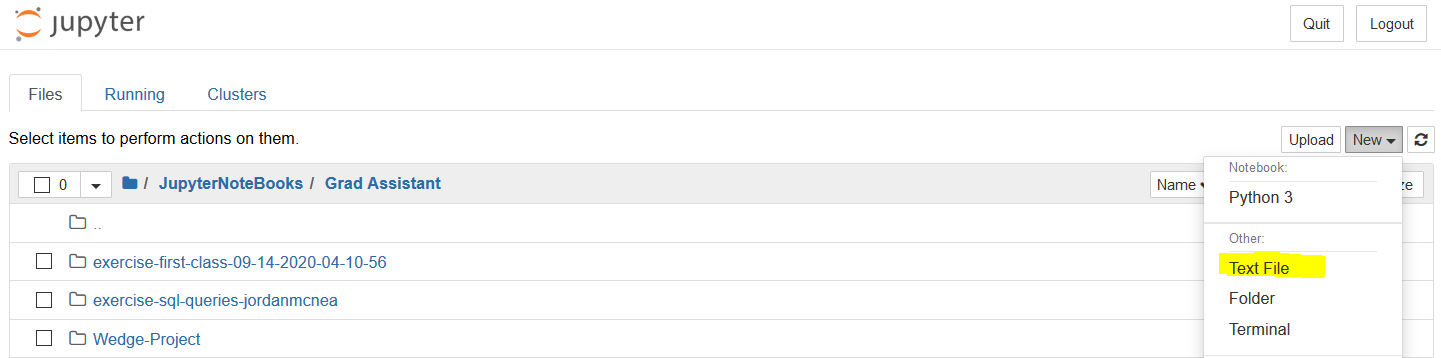 jupyter
Quit Logout
Files Running Clusters
Select items to perform actions on them.
Upload New
0 / JupyterNoteBooks / Grad Assistant Name ze
Notebook:
Python 3
..
Other:
exercise-first-class-09-14-2020-04-10-56
Text File
exercise-sql-queries-jordanmcnea
Folder
Wedge-Project
Terminal